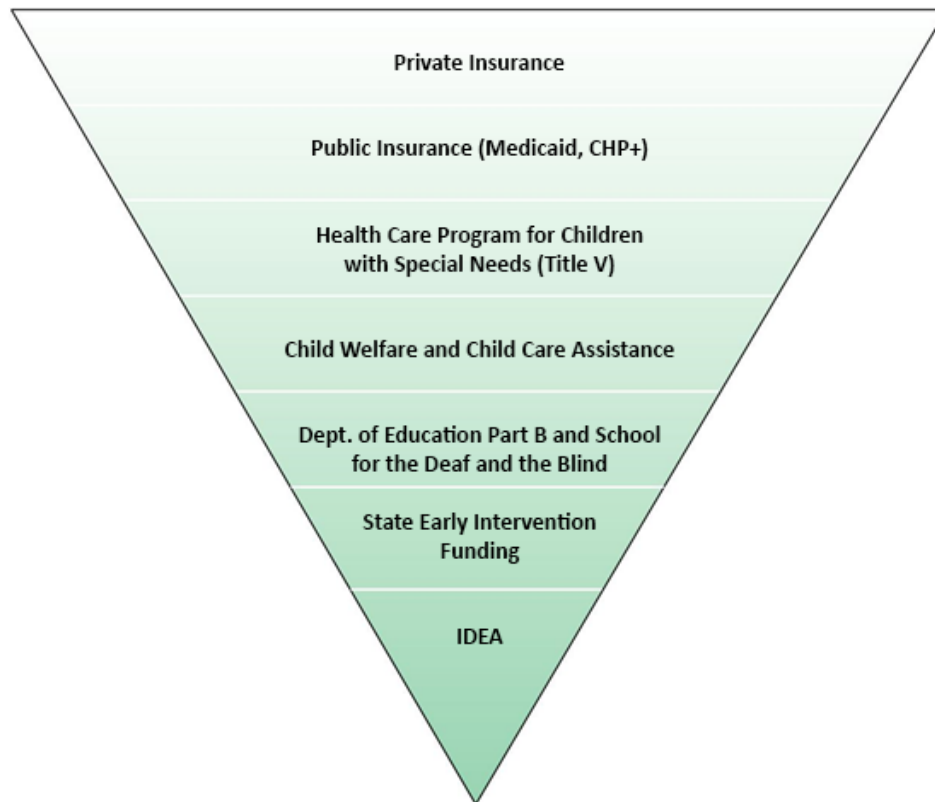 Private Insurance
Public Insurance (Medicaid, CHP+)
Health Care Program for Children
with Special Needs (Title V)
Child Welfare and Child Care Assistance
Dept. of Education Part B and School
for the Deaf and the Blind
State Early Intervention
Funding
IDEA